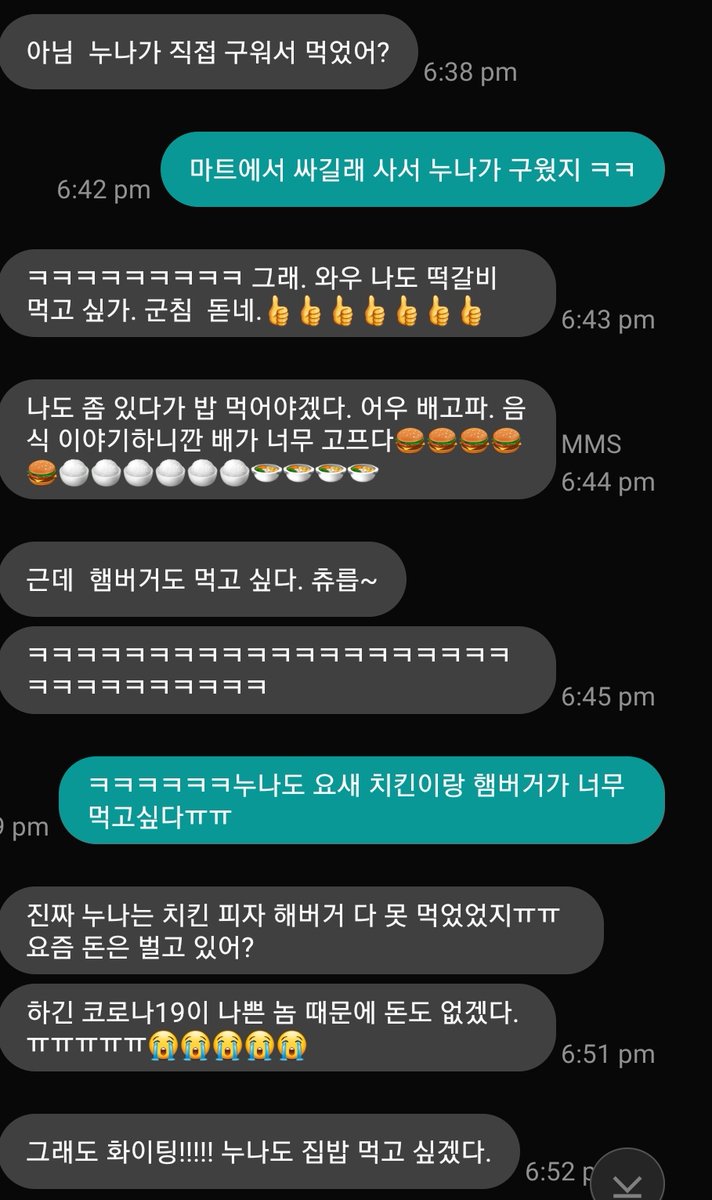 아님  누나가 직접 구워서 먹었어?
6:38 pm
마트에서 싸길래 사서 누나가 구웠지 ㅋㅋ
6:42 pm
ㅋㅋㅋㅋㅋㅋㅋㅋㅋ 그래. 와우 나도 떡갈비
먹고 싶가. 군침  돋네.👍👍👍👍👍👍👍
6:43 pm
나도 좀 있다가 밥 먹어야겠다. 어우 배고파. 음
식 이야기하니깐 배가 너무 고프다🍔🍔🍔🍔
🍔🍚🍚🍚🍚🍚🍚🍲🍲🍲🍲
MMS
6:44 pm
근데  햄버거도 먹고 싶다. 츄릅~
ㅋㅋㅋㅋㅋㅋㅋㅋㅋㅋㅋㅋㅋㅋㅋㅋㅋㅋㅋㅋ
ㅋㅋㅋㅋㅋㅋㅋㅋㅋㅋ
6:45 pm
ㅋㅋㅋㅋㅋㅋ누나도 요새 치킨이랑 햄버거가 너무
먹고싶다ㅠㅠ
9 pm
진짜 누나는 치킨 피자 해버거 다 못 먹었었지ㅠㅠ
요즘 돈은 벌고 있어?
하긴 코로나19이 나쁜 놈 때문에 돈도 없겠다.
ㅠㅠㅠㅠㅠ😭😭😭😭😭
6:51 pm
그래도 화이팅!!!!! 누나도 집밥 먹고 싶겠다.
6:52 p